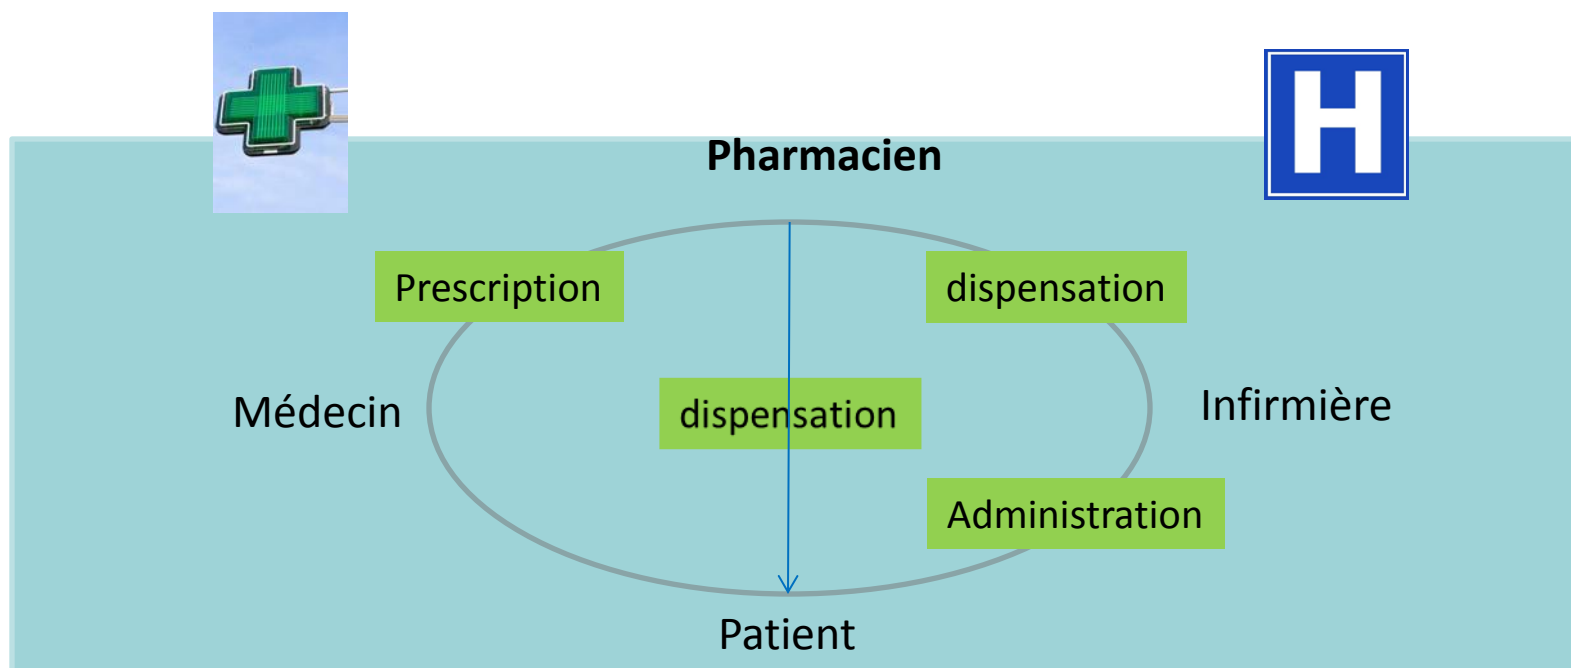 H
Pharmacien
Prescription
dispensation
Médecin
dispensation
Infirmière
Administration
Patient